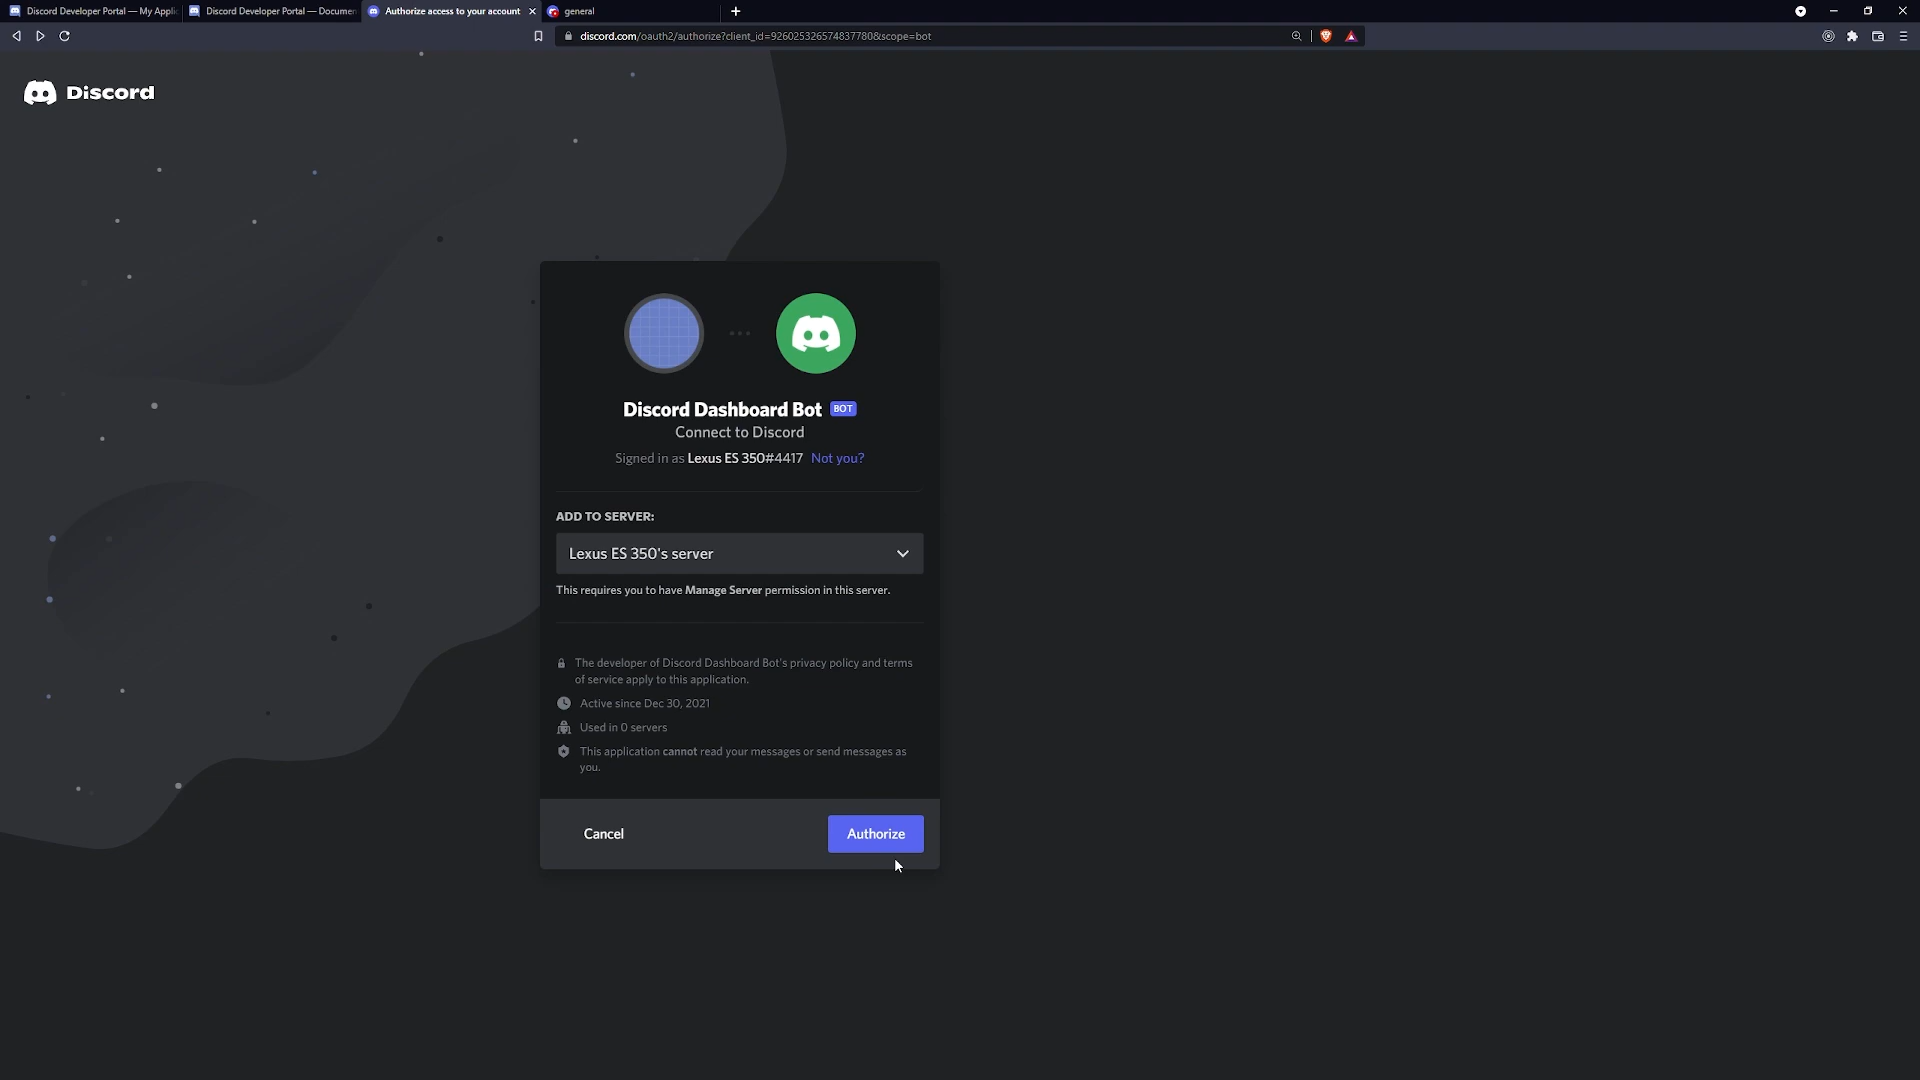 Discord Developer Portal — My Appli
Discord Developer Portal — Documen
Authorize access to your account
general
discord.com/oauth2/authorize?client_id=926025326574837780&scope=bot
Discord
Discord Dashboard Bot BOT
Connect to Discord
Signed in as Lexus ES 350#4417 Not you?
ADD TO SERVER:
Lexus ES 350's server
This requires you to have Manage Server permission in this server.
The developer of Discord Dashboard Bot's privacy policy and terms
of service apply to this application.
Active since Dec 30, 2021
Used in 0 servers
This application cannot read your messages or send messages as
you.
Cancel
Authorize